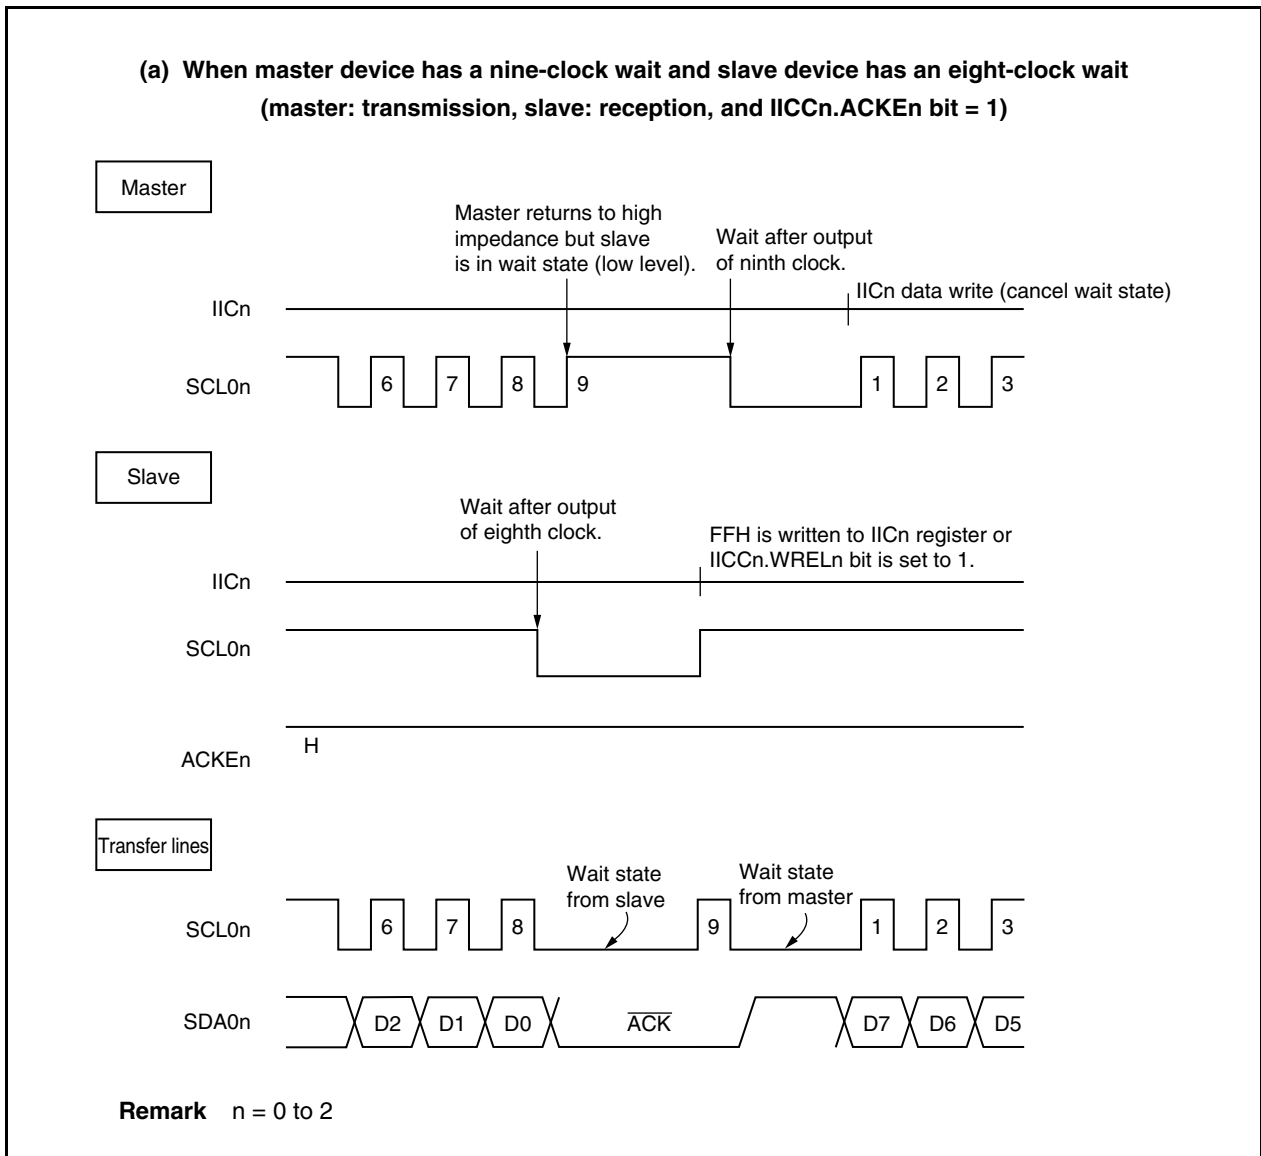 (a) When master device has a nine-clock wait and slave device has an eight-clock wait
(master: transmission, slave: reception, and IICCn.ACKEn bit = 1)
Master
Master returns to high
impedance but slave
is in wait state (low level).
Wait after output
of ninth clock.
IICn data write (cancel wait state)
IICn
SCL0n
6 7 8 9 1 2 3
Slave
Wait after output
of eighth clock.
FFH is written to IICn register or
IICCn.WRELn bit is set to 1.
IICn
SCL0n
H
ACKEn
Transfer lines
Wait state
from slave
Wait state
from master
SCL0n
6 7 8 9 1 2 3
SDA0n
D2 D1 D0 A̅C̅K̅ D7 D6 D5
Remark n = 0 to 2